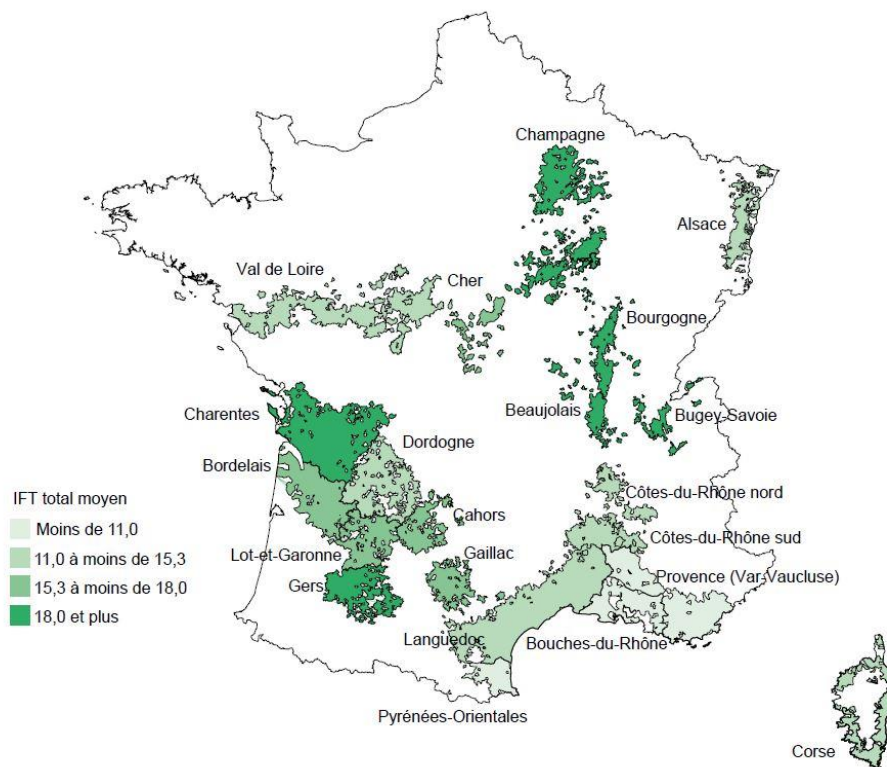 Champagne
Alsace
Val de Loire
Cher
Bourgogne
Charentes
Beaujolais
Bugey-Savoie
Dordogne
Bordelais
IFT total moyen
Côtes-du-Rhône nord
Moins de 11,0
Cahors
Côtes-du-Rhône sud
11,0 à moins de 15,3
Lot-et-Garonne
Gaillac
Provence (Var-Vaucluse)
15,3 à moins de 18,0
Gers
18,0 et plus
Languedoc
Bouches-du-Rhône
Pyrénées-Orientales
Corse